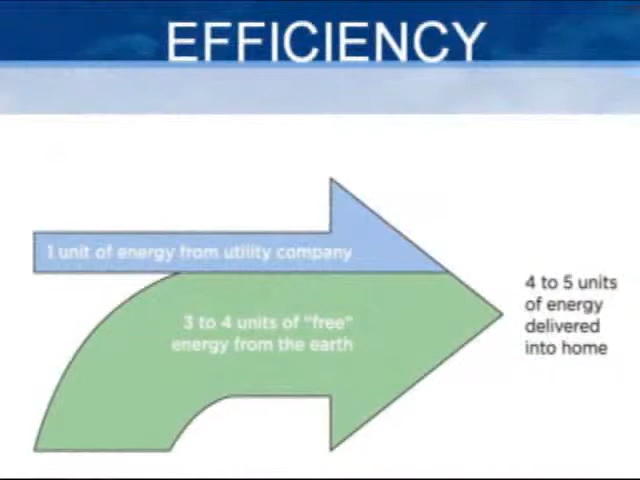 EFFICIENCY
1 unit of energy from utility company
3 to 4 units of "free"
energy from the earth
4 to 5 units
of energy
delivered
into home